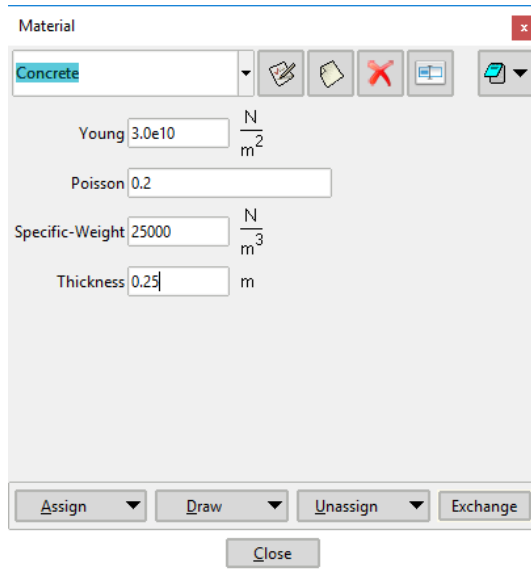 Material
x
Concrete
Young 3.0e10 N/m²
Poisson 0.2
Specific-Weight 25000 N/m³
Thickness 0.25 m
Assign Draw Unassign Exchange
Close